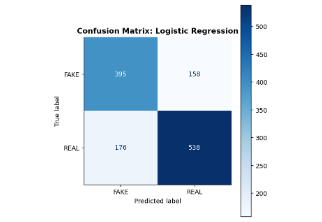 Confusion Matrix: Logistic Regression
FAKE
395
158
REAL
176
538
FAKE
REAL
True label
Predicted label
500
450
400
350
300
250
200